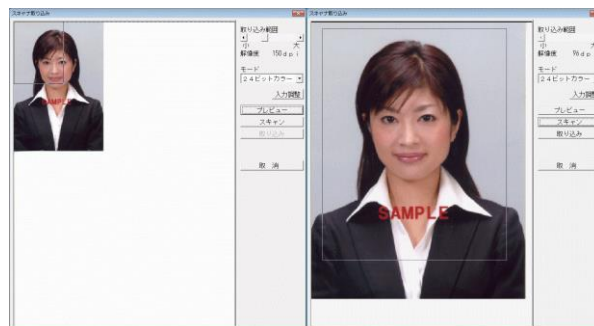 スキャナ取り込み
取り込み範囲
小 大
解像度 150dpi
モード
24ビットカラー
入力調整
プレビュー
スキャン
取り込み
取 消
SAMPLE
スキャナ取り込み
取り込み範囲
小 大
解像度 96dpi
モード
24ビットカラー
入力調整
プレビュー
スキャン
取り込み
取 消
SAMPLE